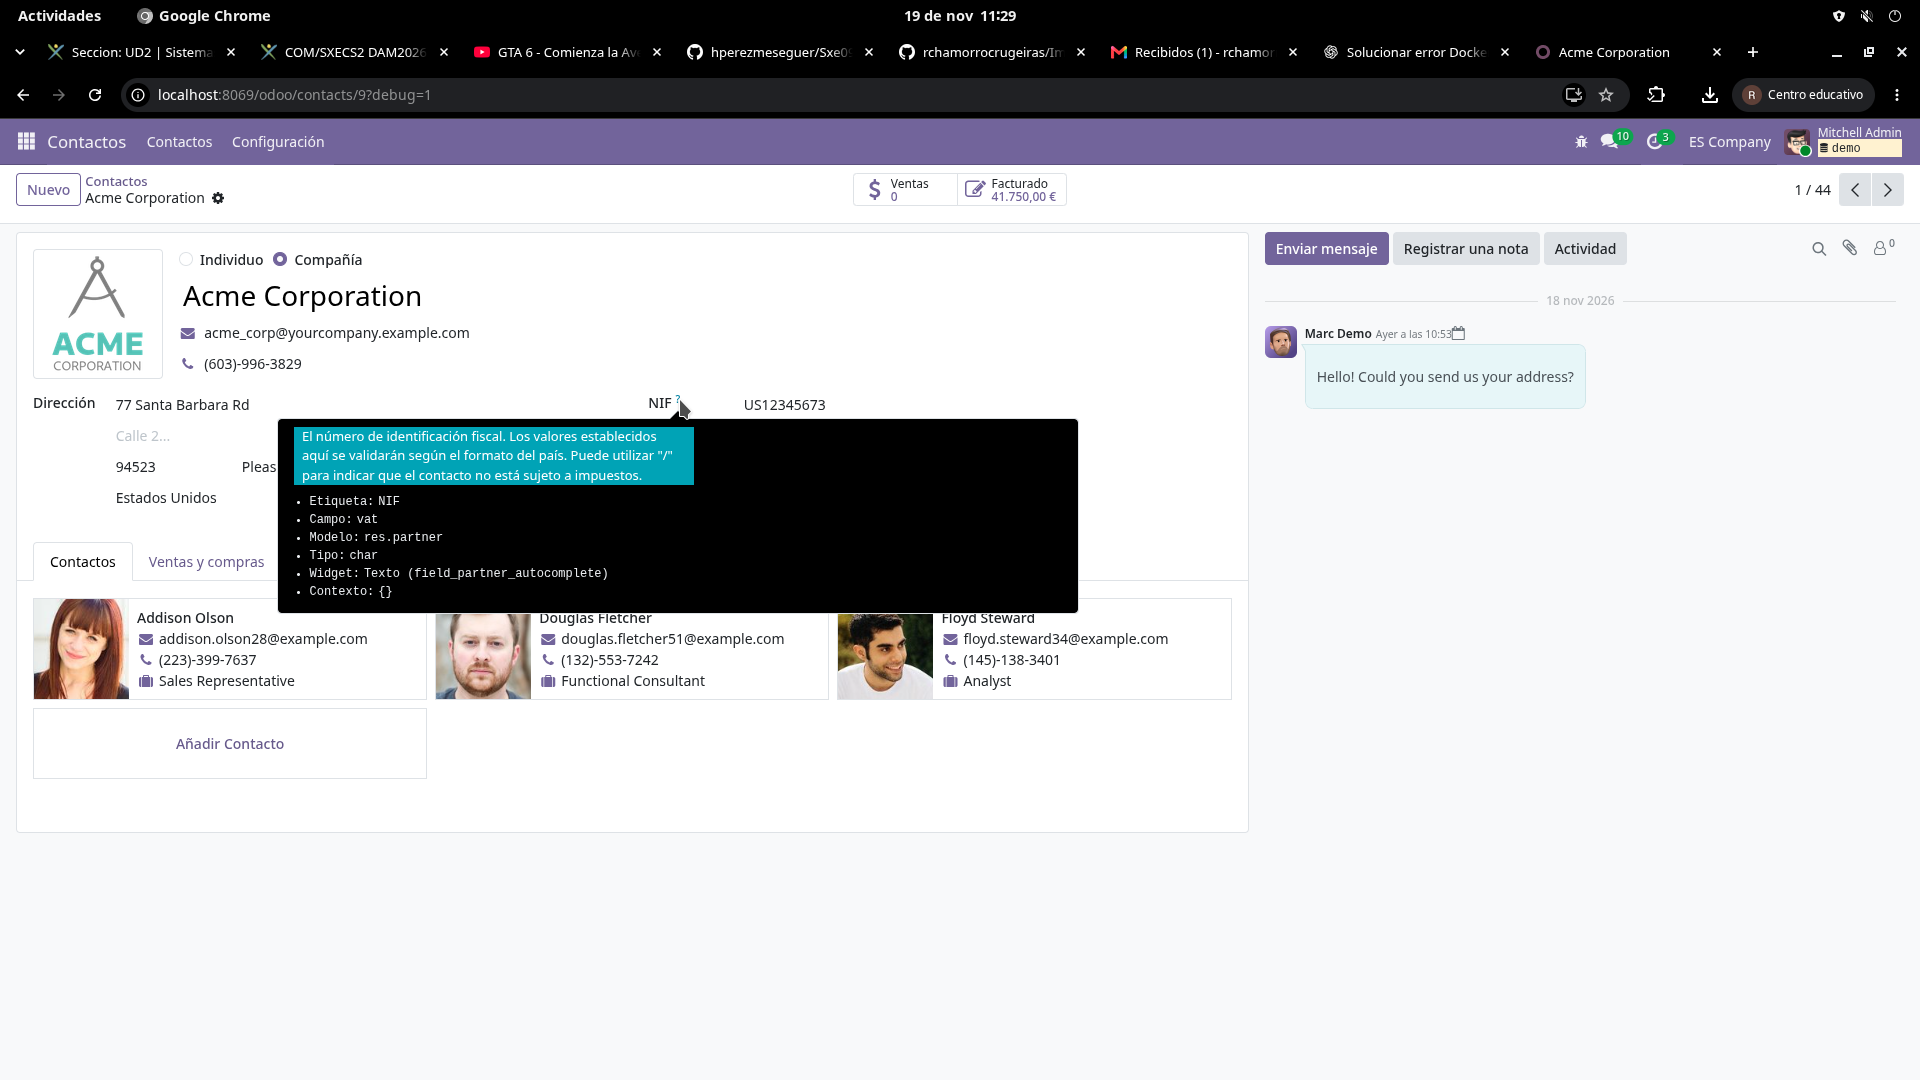 Actividades
Google Chrome
19 de nov 11:29
Seccion: UD2 | Sistema
COM/SXECS2 DAM2026
GTA 6 - Comienza la Av
hperezmeseguer/Sxe0
rchamorrocrugeiras/Im
Recibidos (1) - rchamor
Solucionar error Docke
Acme Corporation
localhost:8069/odoo/contacts/9?debug=1
R
Centro educativo
Contactos
Contactos
Configuración
10
3
ES Company
Mitchell Admin
demo
Nuevo
Contactos
Acme Corporation
Ventas
0
Facturado
41.750,00 €
1 / 44
ACME
CORPORATION
Individuo
Compañía
Acme Corporation
acme_corp@yourcompany.example.com
(603)-996-3829
Dirección
77 Santa Barbara Rd
Calle 2...
94523
Pleas
Estados Unidos
NIF ?
US12345673
El número de identificación fiscal. Los valores establecidos
aquí se validarán según el formato del país. Puede utilizar "/"
para indicar que el contacto no está sujeto a impuestos.
• Etiqueta: NIF
• Campo: vat
• Modelo: res.partner
• Tipo: char
• Widget: Texto (field_partner_autocomplete)
• Contexto: {}
Contactos
Ventas y compras
Addison Olson
addison.olson28@example.com
(223)-399-7637
Sales Representative
Douglas Fletcher
douglas.fletcher51@example.com
(132)-553-7242
Functional Consultant
Floyd Steward
floyd.steward34@example.com
(145)-138-3401
Analyst
Añadir Contacto
Enviar mensaje
Registrar una nota
Actividad
0
18 nov 2026
Marc Demo Ayer a las 10:53
Hello! Could you send us your address?